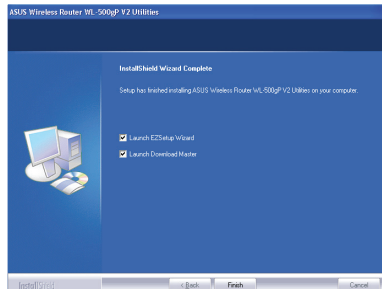 ASUS Wireless Router WL-500gP V2 Utilities
InstallShield Wizard Complete
Setup has finished installing ASUS Wireless Router WL-500gP V2 Utilities on your computer.
Launch EZSetup Wizard
Launch Download Master
InstallShield
< Back
Finish
Cancel